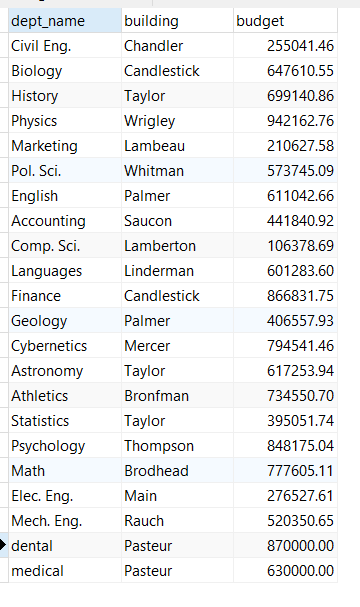 dept_name building budget
Civil Eng. Chandler 255041.46
Biology Candlestick 647610.55
History Taylor 699140.86
Physics Wrigley 942162.76
Marketing Lambeau 210627.58
Pol. Sci. Whitman 573745.09
English Palmer 611042.66
Accounting Saucon 441840.92
Comp. Sci. Lamberton 106378.69
Languages Linderman 601283.60
Finance Candlestick 866831.75
Geology Palmer 406557.93
Cybernetics Mercer 794541.46
Astronomy Taylor 617253.94
Athletics Bronfman 734550.70
Statistics Taylor 395051.74
Psychology Thompson 848175.04
Math Brodhead 777605.11
Elec. Eng. Main 276527.61
Mech. Eng. Rauch 520350.65
dental Pasteur 870000.00
medical Pasteur 630000.00